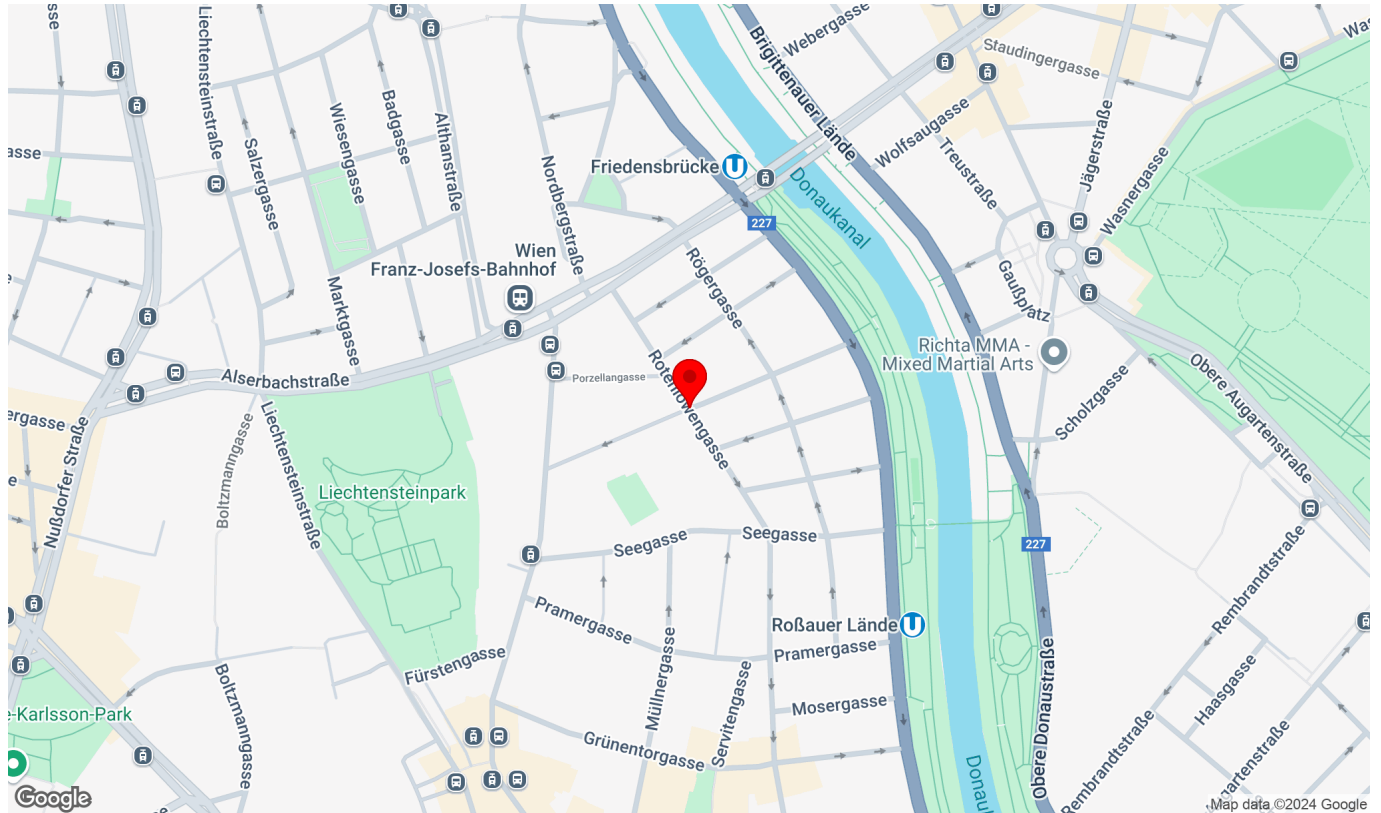 Liechtensteinstraße
Wiesengasse
Badgasse
Althanstraße
Salzergasse
Nordbergstraße
Marktgasse
Friedensbrücke
Donaukanal
227
Brigittenauer Lände
Webergasse
Staudingergasse
Wolfsaugasse
Treustraße
Jägerstraße
Wasnergasse
Gaußplatz
Wien
Franz-Josefs-Bahnhof
Rögergasse
Rotenlöwengasse
Porzellangasse
Richta MMA -
Mixed Martial Arts
Obere Augartenstraße
Scholzgasse
Alserbachstraße
Nußdorfer Straße
Boltzmanngasse
Liechtensteinstraße
Liechtensteinpark
Seegasse
Seegasse
227
Rembrandtstraße
Pramergasse
Roßauer Lände
Pramergasse
Müllnergasse
Servitengasse
Fürstengasse
Boltzmanngasse
e-Karlsson-Park
Mosergasse
Grünentorgasse
Obere Donaustraße
Haasgasse
Rembrandtstraße
Google
Map data ©2024 Google